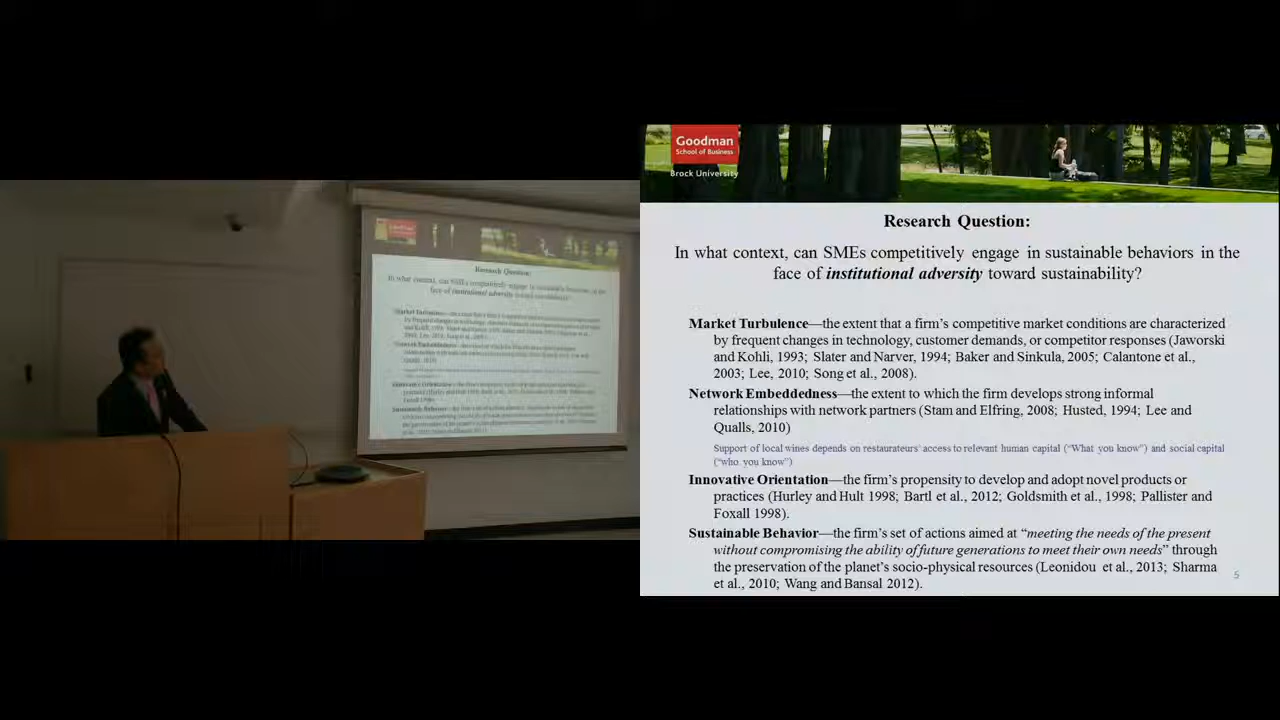 Goodman
School of Business
Brock University
Research Question:
In what context, can SMEs competitively engage in sustainable behaviors in the
face of institutional adversity toward sustainability?
Market Turbulence—the extent that a firm's competitive market conditions are characterized
by frequent changes in technology, customer demands, or competitor responses (Jaworski
and Kohli, 1993; Slater and Narver, 1994; Baker and Sinkula, 2005; Calantone et al.,
2003; Lee, 2010; Song et al., 2008).
Network Embeddedness—the extent to which the firm develops strong informal
relationships with network partners (Stam and Elfring, 2008; Husted, 1994; Lee and
Qualls, 2010)
Support of local wines depends on restaurateurs' access to relevant human capital ("What you know") and social capital
("who you know")
Innovative Orientation—the firm's propensity to develop and adopt novel products or
practices (Hurley and Hult 1998; Bartl et al., 2012; Goldsmith et al., 1998; Pallister and
Foxall 1998).
Sustainable Behavior—the firm's set of actions aimed at "meeting the needs of the present
without compromising the ability of future generations to meet their own needs" through
the preservation of the planet's socio-physical resources (Leonidou et al., 2013; Sharma
et al., 2010; Wang and Bansal 2012).
5